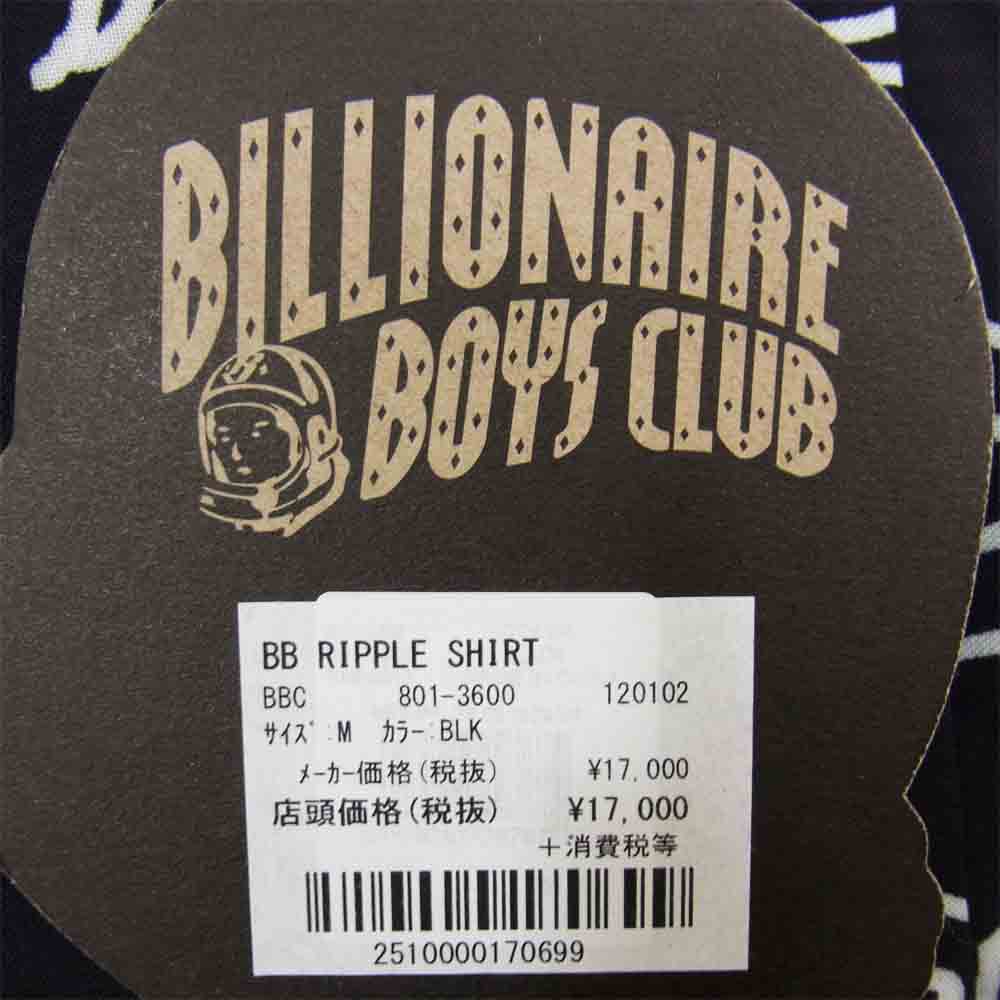 BILLIONAIRE
BOYS CLUB
BB RIPPLE SHIRT
BBC 801-3600 120102
ｻｲｽﾞ:M ｶﾗｰ:BLK
ﾒｰｶｰ価格(税抜) ¥17,000
店頭価格(税抜) ¥17,000
＋消費税等
2510000170699